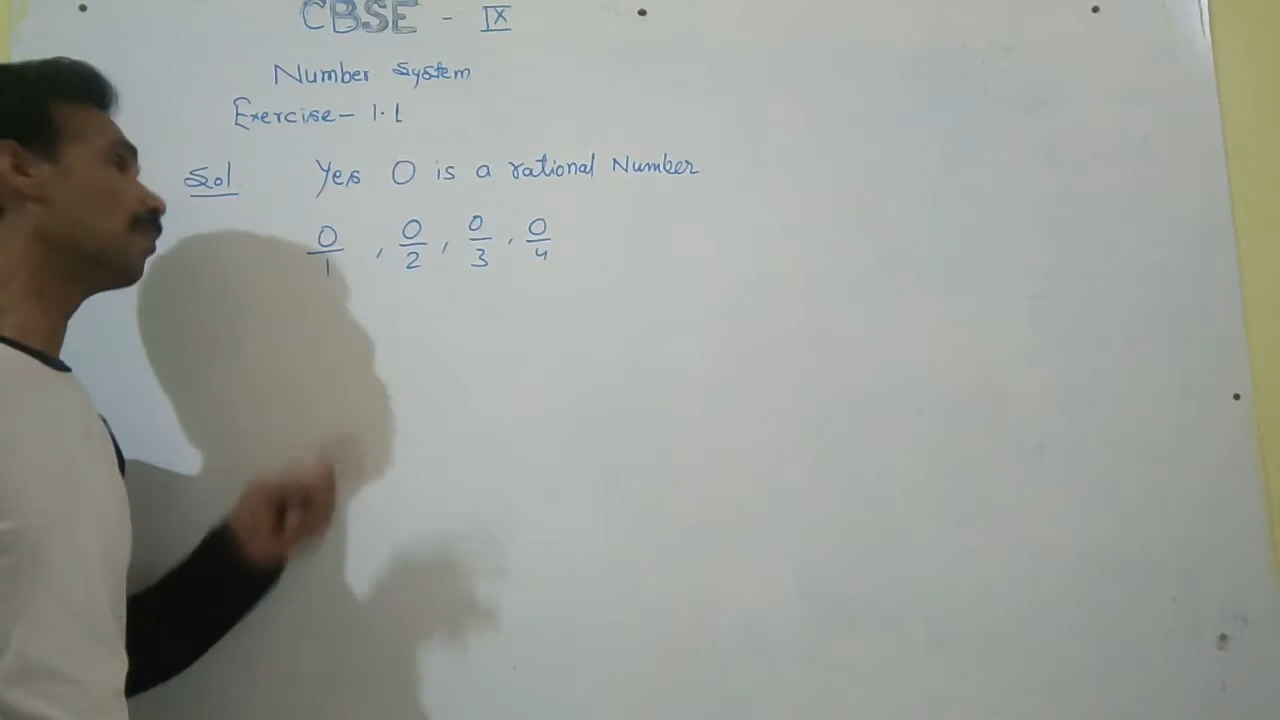 CBSE - IX
Number System
Exercise - 1.1
Sol Yes 0 is a rational Number
0/1, 0/2, 0/3, 0/4